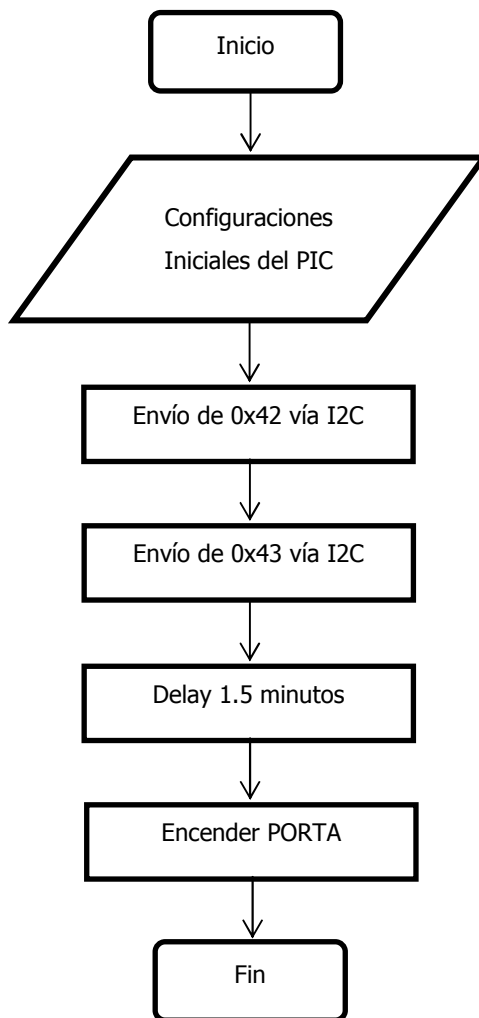 Inicio
Configuraciones
Iniciales del PIC
Envío de 0x42 vía I2C
Envío de 0x43 vía I2C
Delay 1.5 minutos
Encender PORTA
Fin